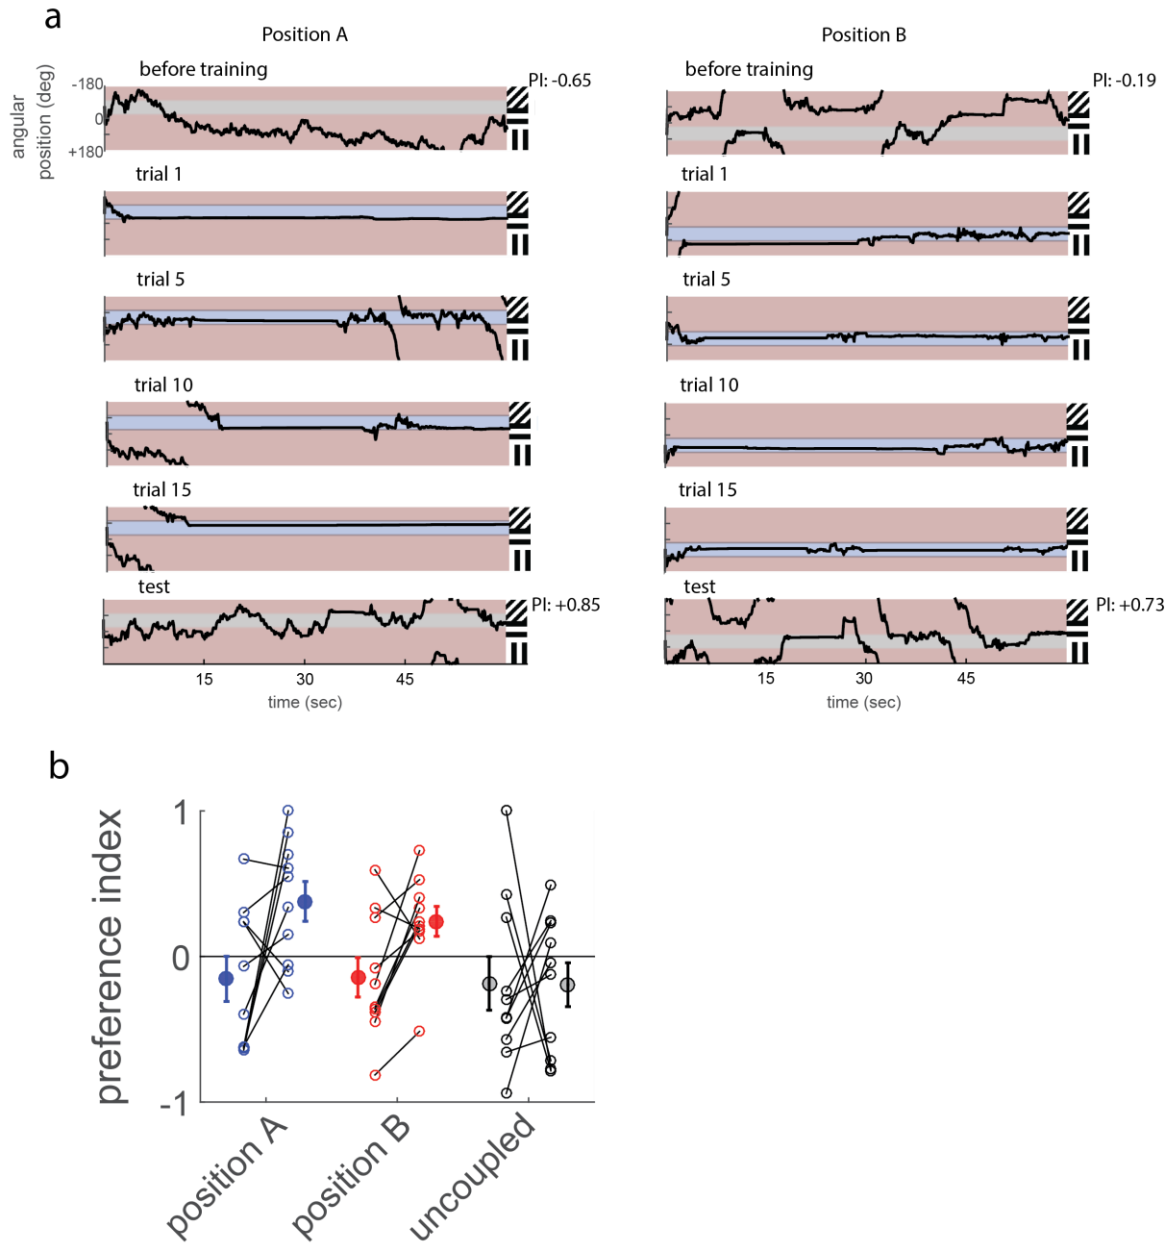 a
Position A
Position B
before training
PI: -0.65
before training
PI: -0.19
angular
position (deg)
-180
0
+180
trial 1
trial 1
trial 5
trial 5
trial 10
trial 10
trial 15
trial 15
test
PI: +0.85
test
PI: +0.73
15
30
45
15
30
45
time (sec)
time (sec)
b
preference index
1
0
-1
position A
position B
uncoupled